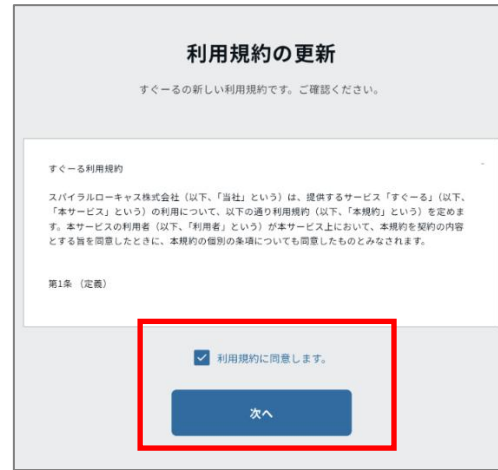 利用規約の更新
すぐーるの新しい利用規約です。ご確認ください。
すぐーる利用規約
スパイラルローキャス株式会社（以下、「当社」という）は、提供するサービス「すぐーる」（以下、
「本サービス」という）の利用について、以下の通り利用規約（以下、「本規約」という）を定めま
す。本サービスの利用者（以下、「利用者」という）が本サービス上において、本規約を契約の内容
とする旨を同意したときに、本規約の個別の条項についても同意したものとみなされます。
第1条 （定義）
利用規約に同意します。
次へ